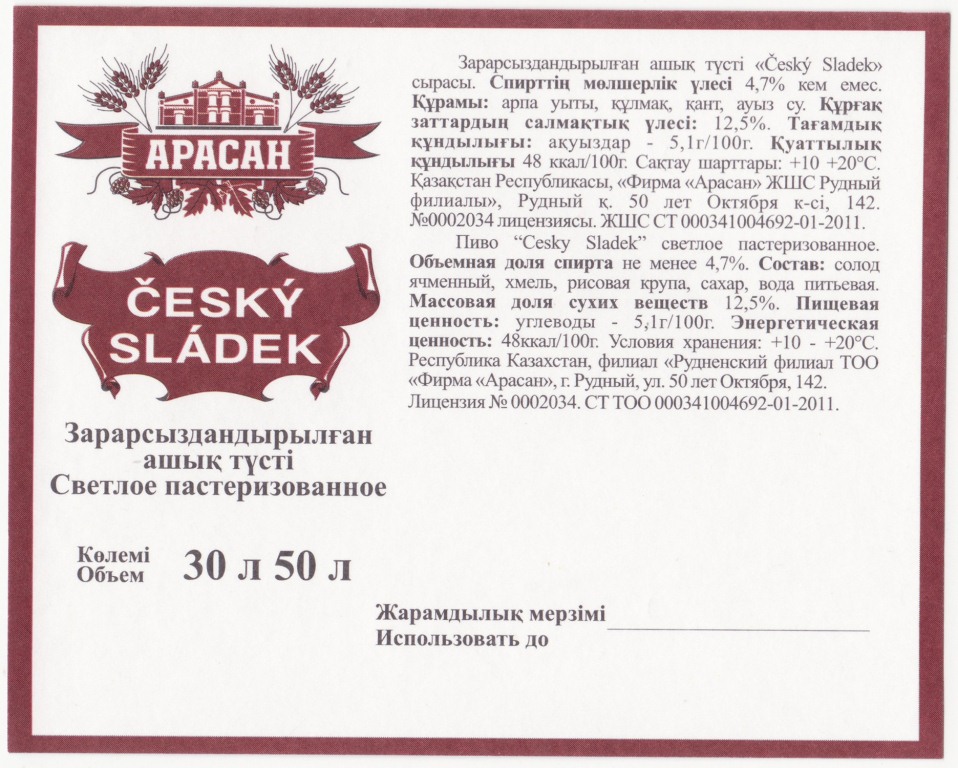 АРАСАН
ČESKÝ
SLÁDEK
Зарарсыздандырылған
ашық түсті
Светлое пастеризованное
Көлемі
Объем
30 л 50 л
Зарарсыздандырылған ашық түсті «Český Sladek»
сырасы. Спирттің мөлшерлік үлесі 4,7% кем емес.
Құрамы: арпа уыты, құлмақ, қант, ауыз су. Құрғақ
заттардың салмақтық үлесі: 12,5%. Тағамдық
құндылығы: ақуыздар - 5,1г/100г. Қуаттылық
құндылығы 48 ккал/100г. Сақтау шарттары: +10 +20°С.
Қазақстан Республикасы, «Фирма «Арасан» ЖШС Рудный
филиалы», Рудный қ. 50 лет Октября к-сі, 142.
№0002034 лицензиясы. ЖШС СТ 000341004692-01-2011.
Пиво “Cesky Sladek” светлое пастеризованное.
Объемная доля спирта не менее 4,7%. Состав: солод
ячменный, хмель, рисовая крупа, сахар, вода питьевая.
Массовая доля сухих веществ 12,5%. Пищевая
ценность: углеводы - 5,1г/100г. Энергетическая
ценность: 48ккал/100г. Условия хранения: +10 - +20°С.
Республика Казахстан, филиал «Рудненский филиал ТОО
«Фирма «Арасан», г. Рудный, ул. 50 лет Октября, 142.
Лицензия № 0002034. СТ ТОО 000341004692-01-2011.
Жарамдылық мерзімі
Использовать до